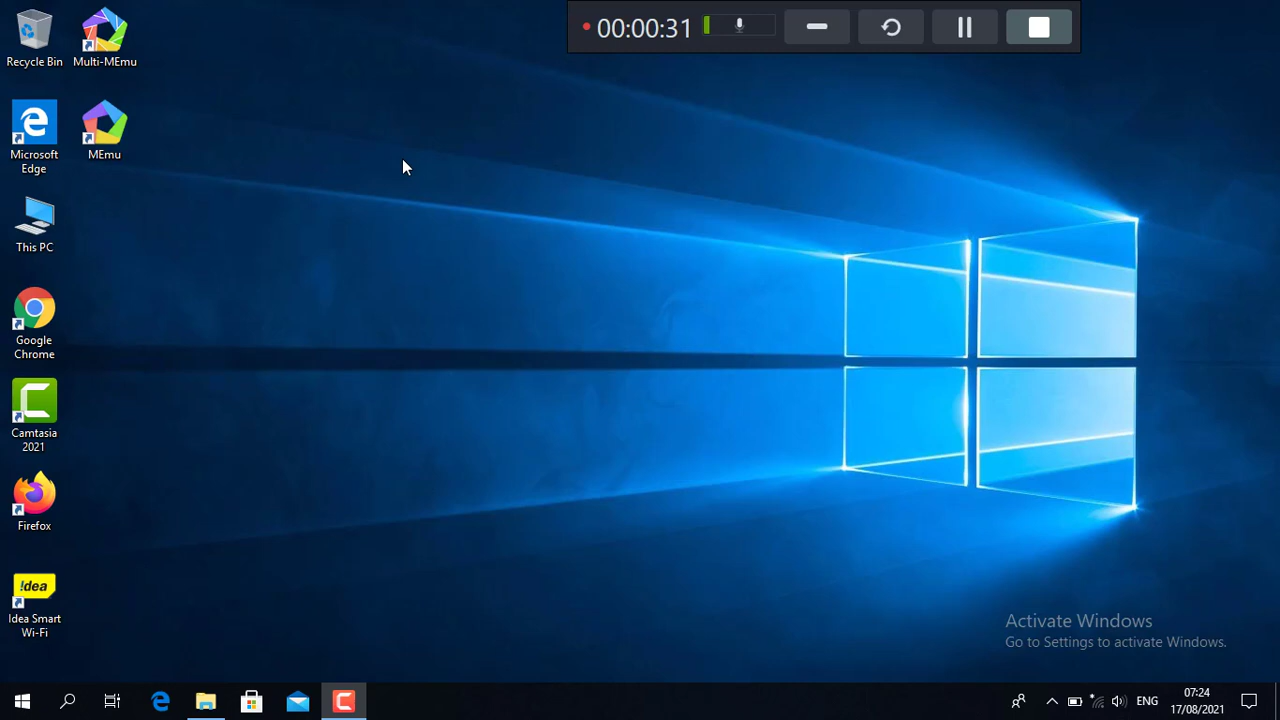 00:00:31
Recycle Bin
Multi-MEmu
Microsoft
Edge
MEmu
This PC
Google
Chrome
Camtasia
2021
Firefox
!dea
Idea Smart
Wi-Fi
Activate Windows
Go to Settings to activate Windows.
ENG
07:24
17/08/2021